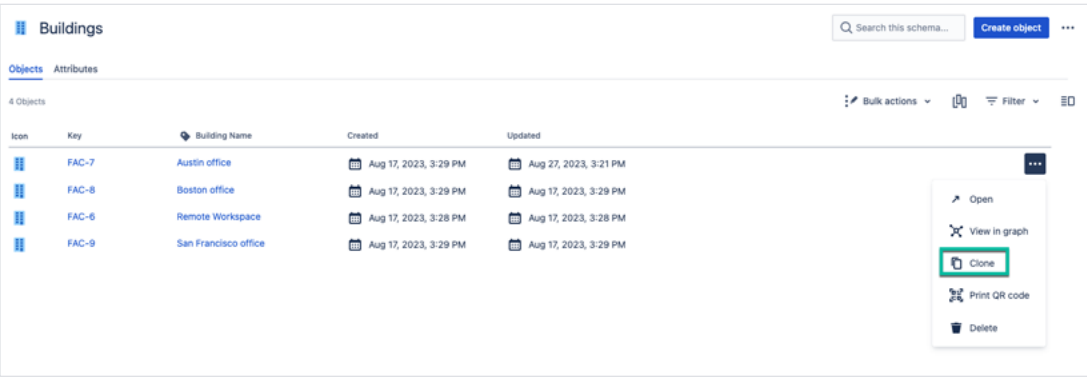 Buildings
Search this schema...
Create object
Objects Attributes
4 Objects
Bulk actions
Filter
Icon Key Building Name Created Updated
FAC-7 Austin office Aug 17, 2023, 3:29 PM Aug 27, 2023, 3:21 PM
FAC-8 Boston office Aug 17, 2023, 3:29 PM Aug 17, 2023, 3:29 PM
FAC-6 Remote Workspace Aug 17, 2023, 3:28 PM Aug 17, 2023, 3:28 PM
FAC-9 San Francisco office Aug 17, 2023, 3:29 PM Aug 17, 2023, 3:29 PM
Open
View in graph
Clone
Print QR code
Delete